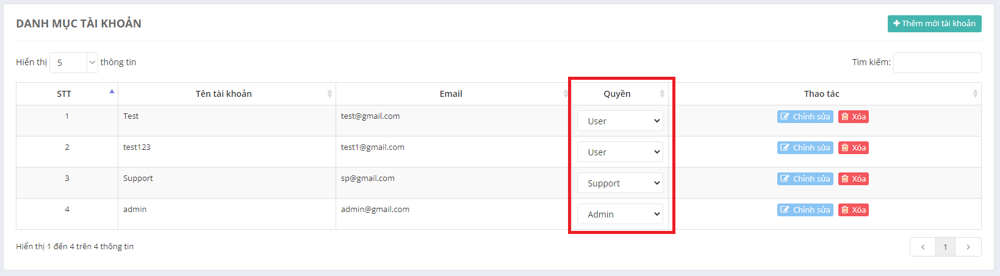 DANH MỤC TÀI KHOẢN
Thêm mới tài khoản
Hiển thị 5 thông tin
Tìm kiếm:
STT Tên tài khoản Email Quyền Thao tác
1 Test test@gmail.com User Chỉnh sửa Xóa
2 test123 test1@gmail.com User Chỉnh sửa Xóa
3 Support sp@gmail.com Support Chỉnh sửa Xóa
4 admin admin@gmail.com Admin Chỉnh sửa Xóa
Hiển thị 1 đến 4 trên 4 thông tin
1